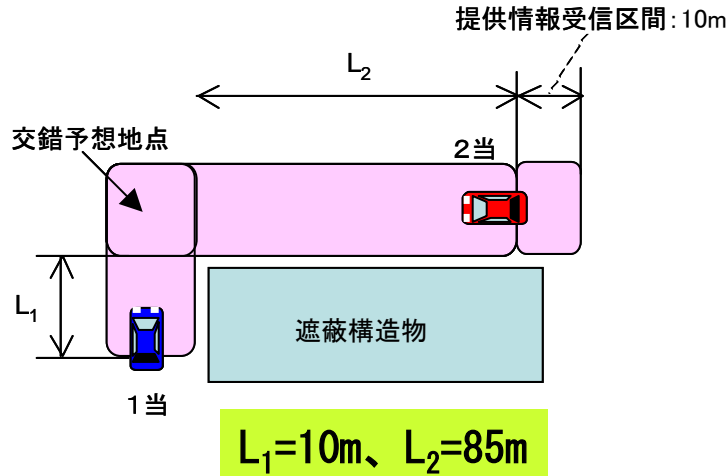 提供情報受信区間：10m
L₂
交錯予想地点
2当
L₁
遮蔽構造物
1当
L₁=10m、L₂=85m